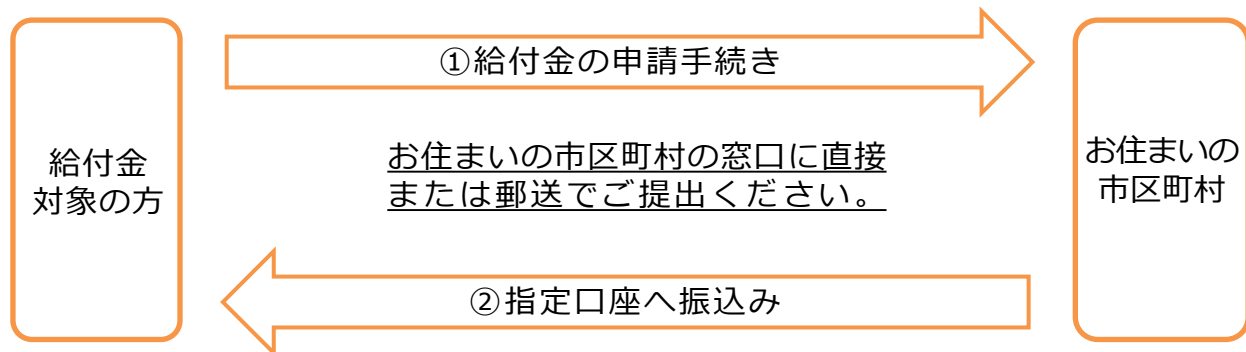 ①給付金の申請手続き
給付金
対象の方
お住まいの市区町村の窓口に直接
または郵送でご提出ください。
お住まいの
市区町村
②指定口座へ振込み